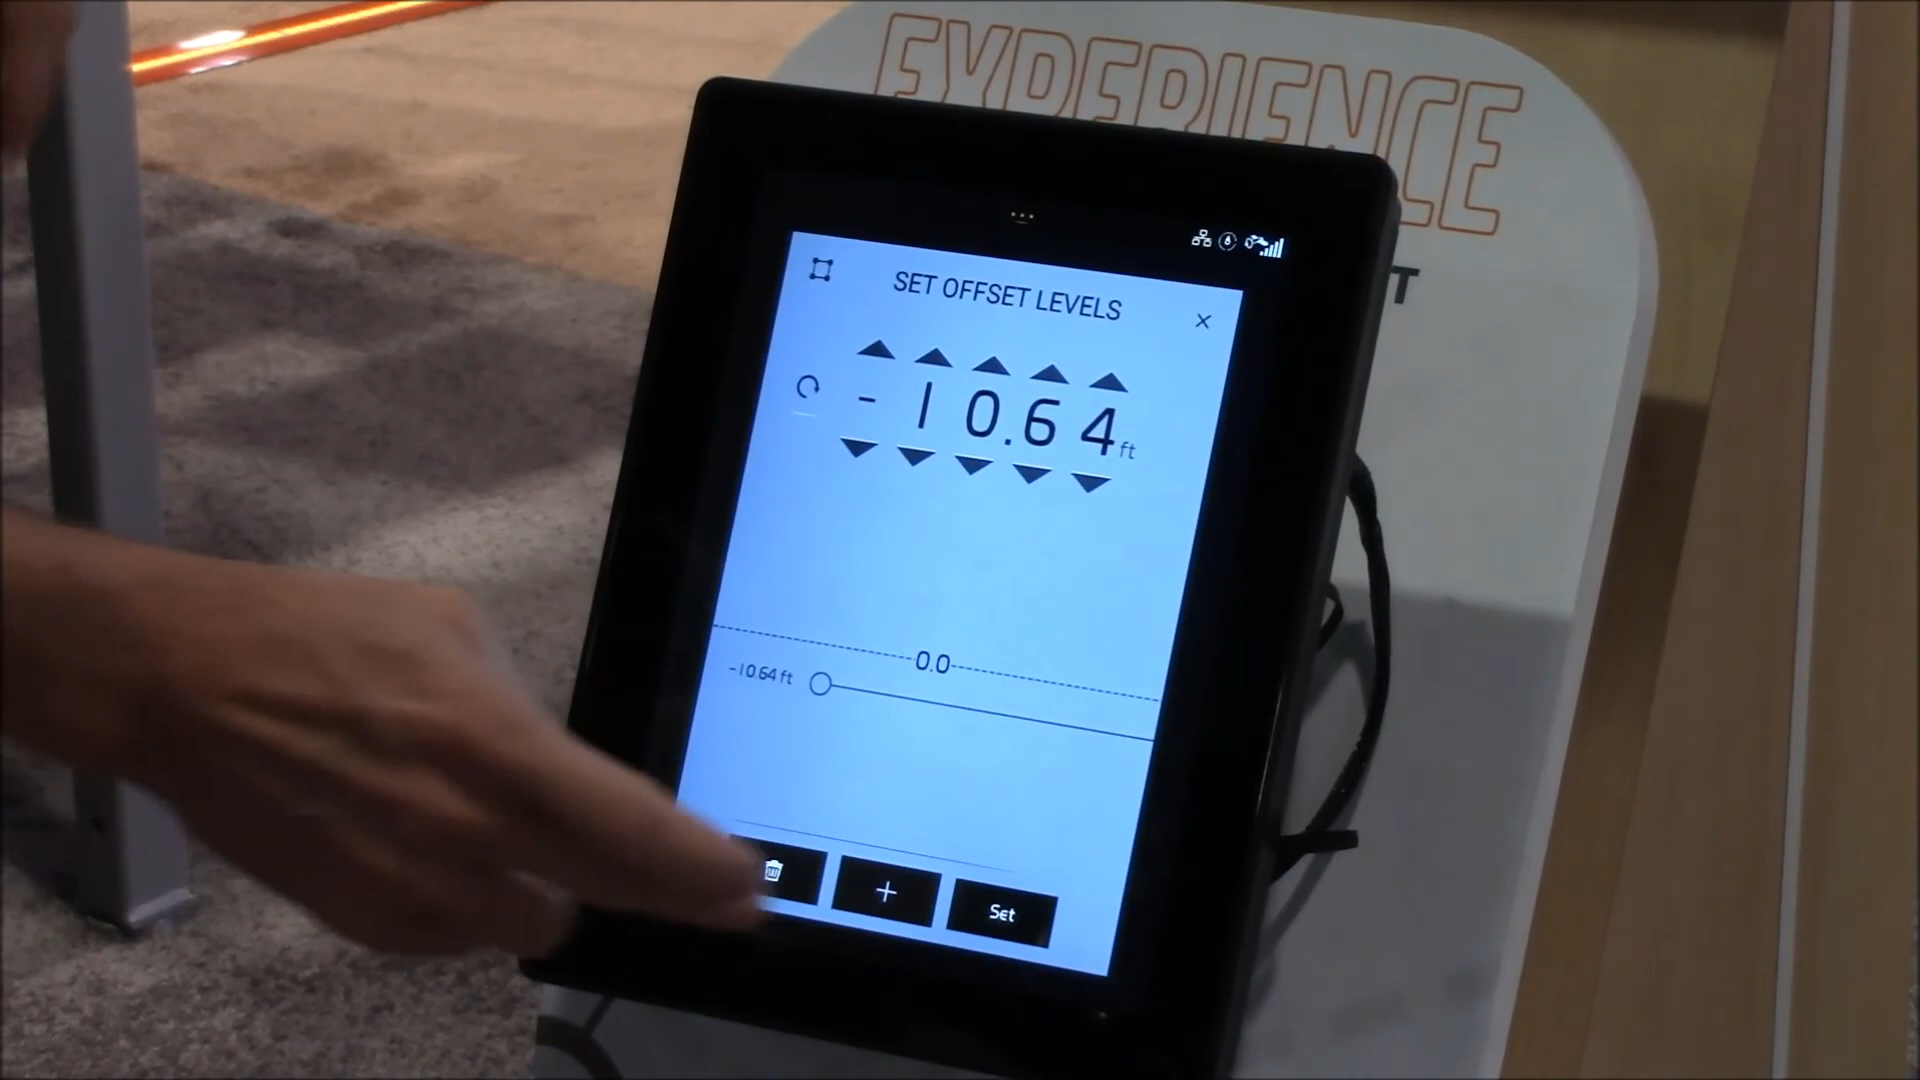 EXPERIENCE
T
SET OFFSET LEVELS
-10.64 ft
0.0
-10.64 ft
+
Set